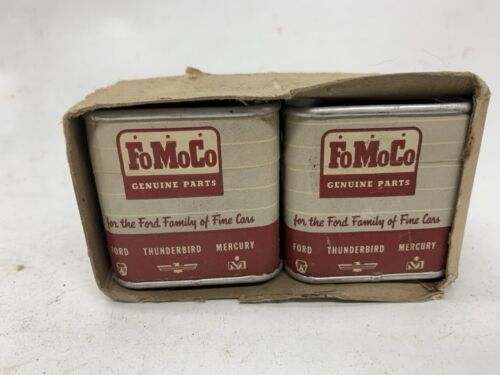 FoMoCo
GENUINE PARTS
for the Ford Family of Fine Cars
FORD THUNDERBIRD MERCURY
FoMoCo
GENUINE PARTS
for the Ford Family of Fine Cars
FORD THUNDERBIRD MERCURY